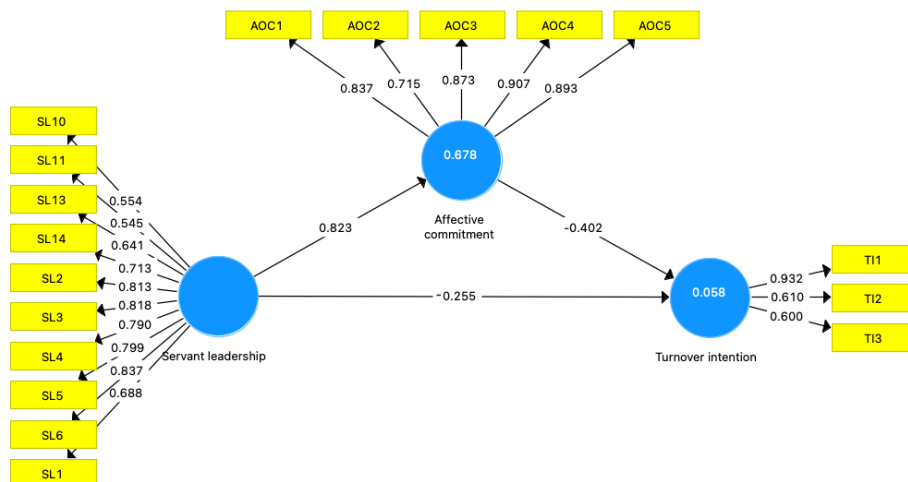 AOC1 AOC2 AOC3 AOC4 AOC5
0.837 0.715 0.873 0.907 0.893
SL10
SL11
SL13
SL14
SL2
SL3
SL4
SL5
SL6
SL1
0.554
0.545
0.641
0.713
0.813
0.818
0.790
0.799
0.837
0.688
Servant leadership
0.823
0.678
Affective
commitment
-0.402
-0.255
0.058
Turnover intention
0.932
0.610
0.600
TI1
TI2
TI3